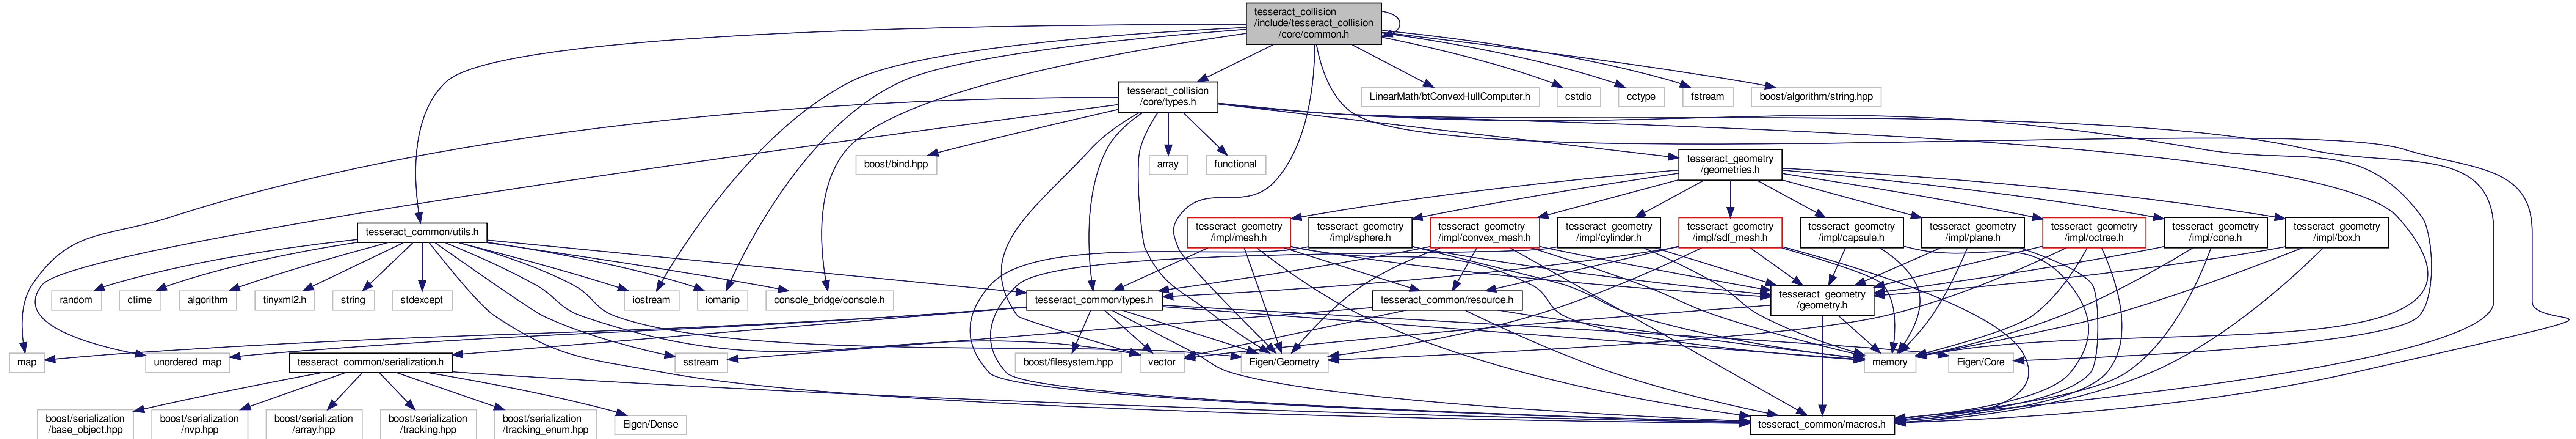 tesseract_collision
/include/tesseract_collision
/core/common.h
tesseract_collision
/core/types.h
LinearMath/btConvexHullComputer.h
cstdio
cctype
fstream
boost/algorithm/string.hpp
boost/bind.hpp
array
functional
tesseract_geometry
/geometries.h
tesseract_common/utils.h
tesseract_geometry
/impl/mesh.h
tesseract_geometry
/impl/sphere.h
tesseract_geometry
/impl/convex_mesh.h
tesseract_geometry
/impl/cylinder.h
tesseract_geometry
/impl/sdf_mesh.h
tesseract_geometry
/impl/capsule.h
tesseract_geometry
/impl/plane.h
tesseract_geometry
/impl/octree.h
tesseract_geometry
/impl/cone.h
tesseract_geometry
/impl/box.h
random
ctime
algorithm
tinyxml2.h
string
stdexcept
iostream
iomanip
console_bridge/console.h
tesseract_common/types.h
tesseract_common/resource.h
tesseract_geometry
/geometry.h
map
unordered_map
tesseract_common/serialization.h
sstream
boost/filesystem.hpp
vector
Eigen/Geometry
memory
Eigen/Core
boost/serialization
/base_object.hpp
boost/serialization
/nvp.hpp
boost/serialization
/array.hpp
boost/serialization
/tracking.hpp
boost/serialization
/tracking_enum.hpp
Eigen/Dense
tesseract_common/macros.h